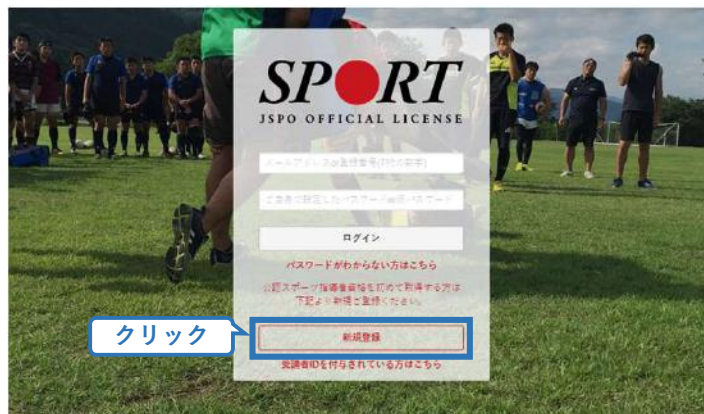 SPORT
JSPO OFFICIAL LICENSE
メールアドレスor登録番号(7桁の数字)
ご自身で設定したパスワードor仮パスワード
ログイン
パスワードがわからない方はこちら
公認スポーツ指導者資格を初めて取得する方は
下記より新規ご登録ください。
クリック
新規登録
受講者IDを付与されている方はこちら